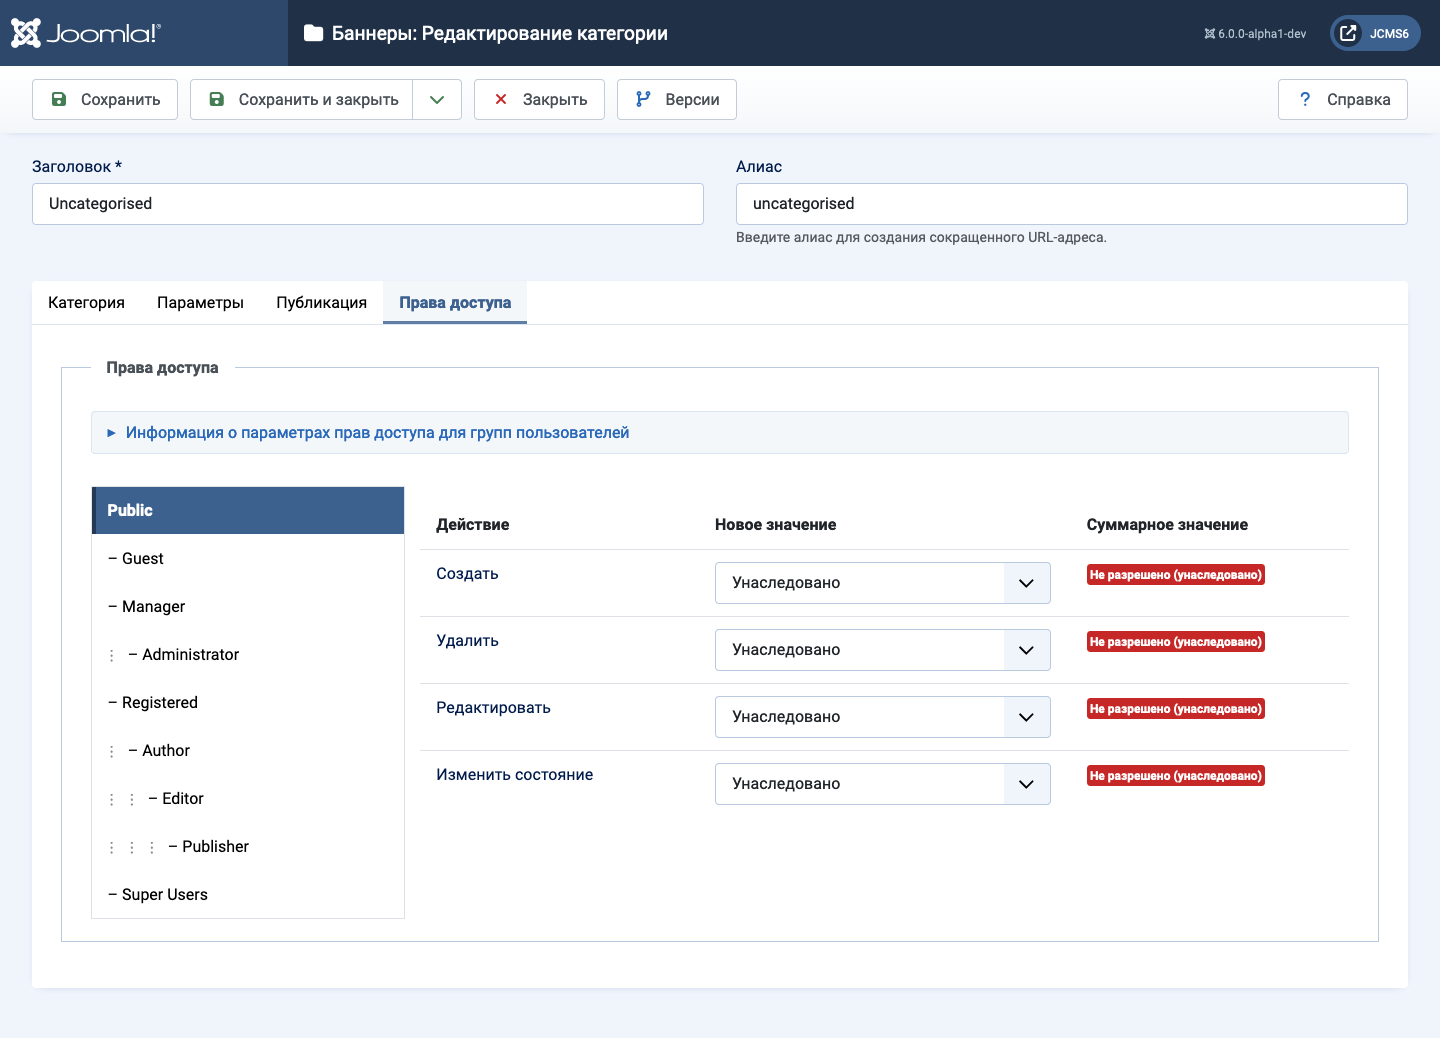 Joomla!®
Баннеры: Редактирование категории
6.0.0-alpha1-dev
JCMS6
Сохранить
Сохранить и закрыть
Закрыть
Версии
? Справка
Заголовок *
Алиас
Uncategorised
uncategorised
Введите алиас для создания сокращенного URL-адреса.
Категория
Параметры
Публикация
Права доступа
Права доступа
Информация о параметрах прав доступа для групп пользователей
Public
– Guest
– Manager
⋮ – Administrator
– Registered
⋮ – Author
⋮ ⋮ – Editor
⋮ ⋮ ⋮ – Publisher
– Super Users
Действие
Новое значение
Суммарное значение
Создать
Унаследовано
Не разрешено (унаследовано)
Удалить
Унаследовано
Не разрешено (унаследовано)
Редактировать
Унаследовано
Не разрешено (унаследовано)
Изменить состояние
Унаследовано
Не разрешено (унаследовано)